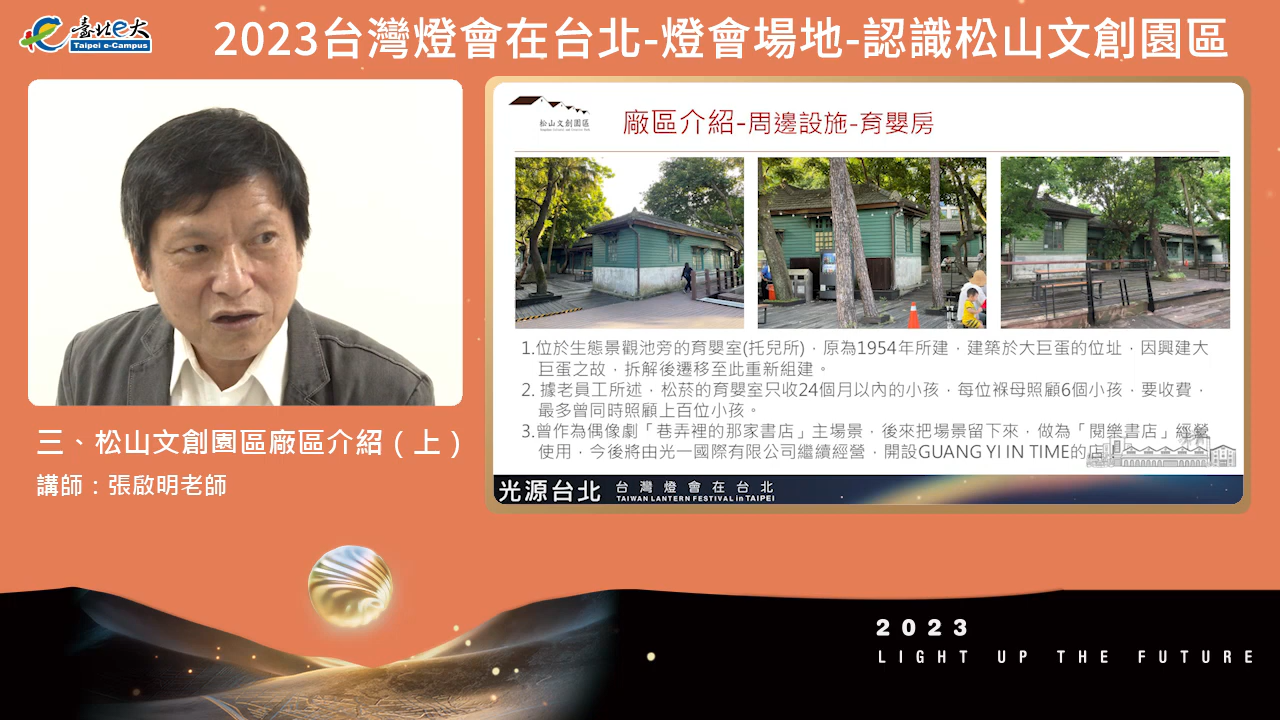 臺北e大
Taipei e-Campus
2023台灣燈會在台北-燈會場地-認識松山文創園區
松山文創園區
廠區介紹-周邊設施-育嬰房
1.位於生態景觀池旁的育嬰室(托兒所)，原為1954年所建，建築於大巨蛋的位址，因興建大
巨蛋之故，拆解後遷移至此重新組建。
2. 據老員工所述，松菸的育嬰室只收24個月以內的小孩，每位褓母照顧6個小孩，要收費，
最多曾同時照顧上百位小孩。
3.曾作為偶像劇「巷弄裡的那家書店」主場景，後來把場景留下來，做為「閱樂書店」經營
使用，今後將由光一國際有限公司繼續經營，開設GUANG YI IN TIME的店。
光源台北
台灣燈會在台北
TAIWAN LANTERN FESTIVAL in TAIPEI
三、松山文創園區廠區介紹（上）
講師：張啟明老師
2023
LIGHT UP THE FUTURE